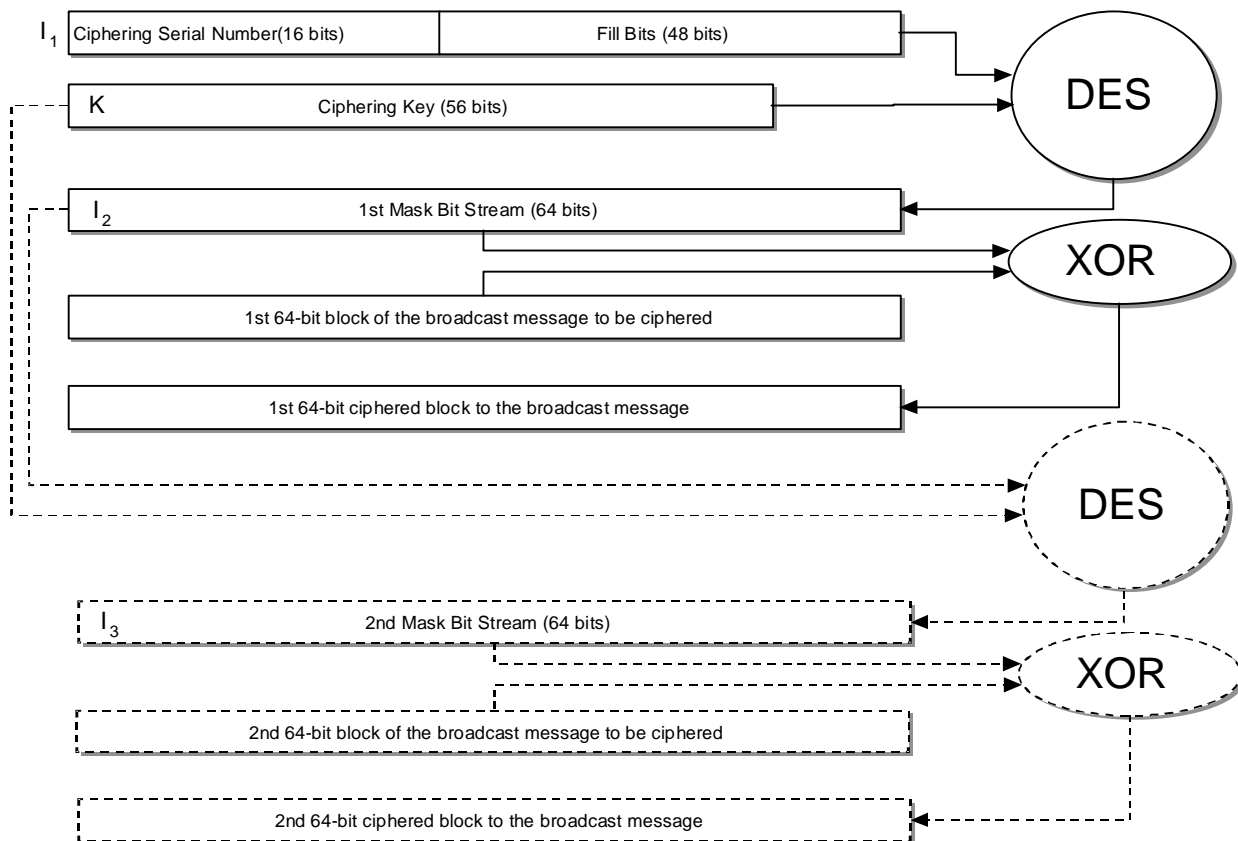 I1 Ciphering Serial Number(16 bits) Fill Bits (48 bits)
DES
K Ciphering Key (56 bits)
I2 1st Mask Bit Stream (64 bits)
XOR
1st 64-bit block of the broadcast message to be ciphered
1st 64-bit ciphered block to the broadcast message
DES
I3 2nd Mask Bit Stream (64 bits)
XOR
2nd 64-bit block of the broadcast message to be ciphered
2nd 64-bit ciphered block to the broadcast message